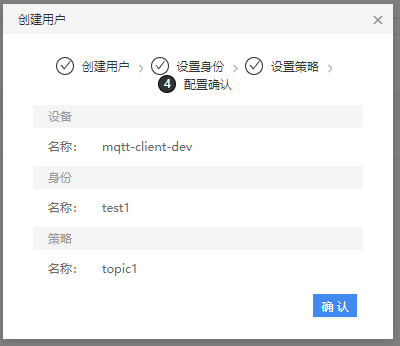 创建用户 ×
创建用户 > 设置身份 > 设置策略 >
4 配置确认
设备
名称： mqtt-client-dev
身份
名称： test1
策略
名称： topic1
确 认